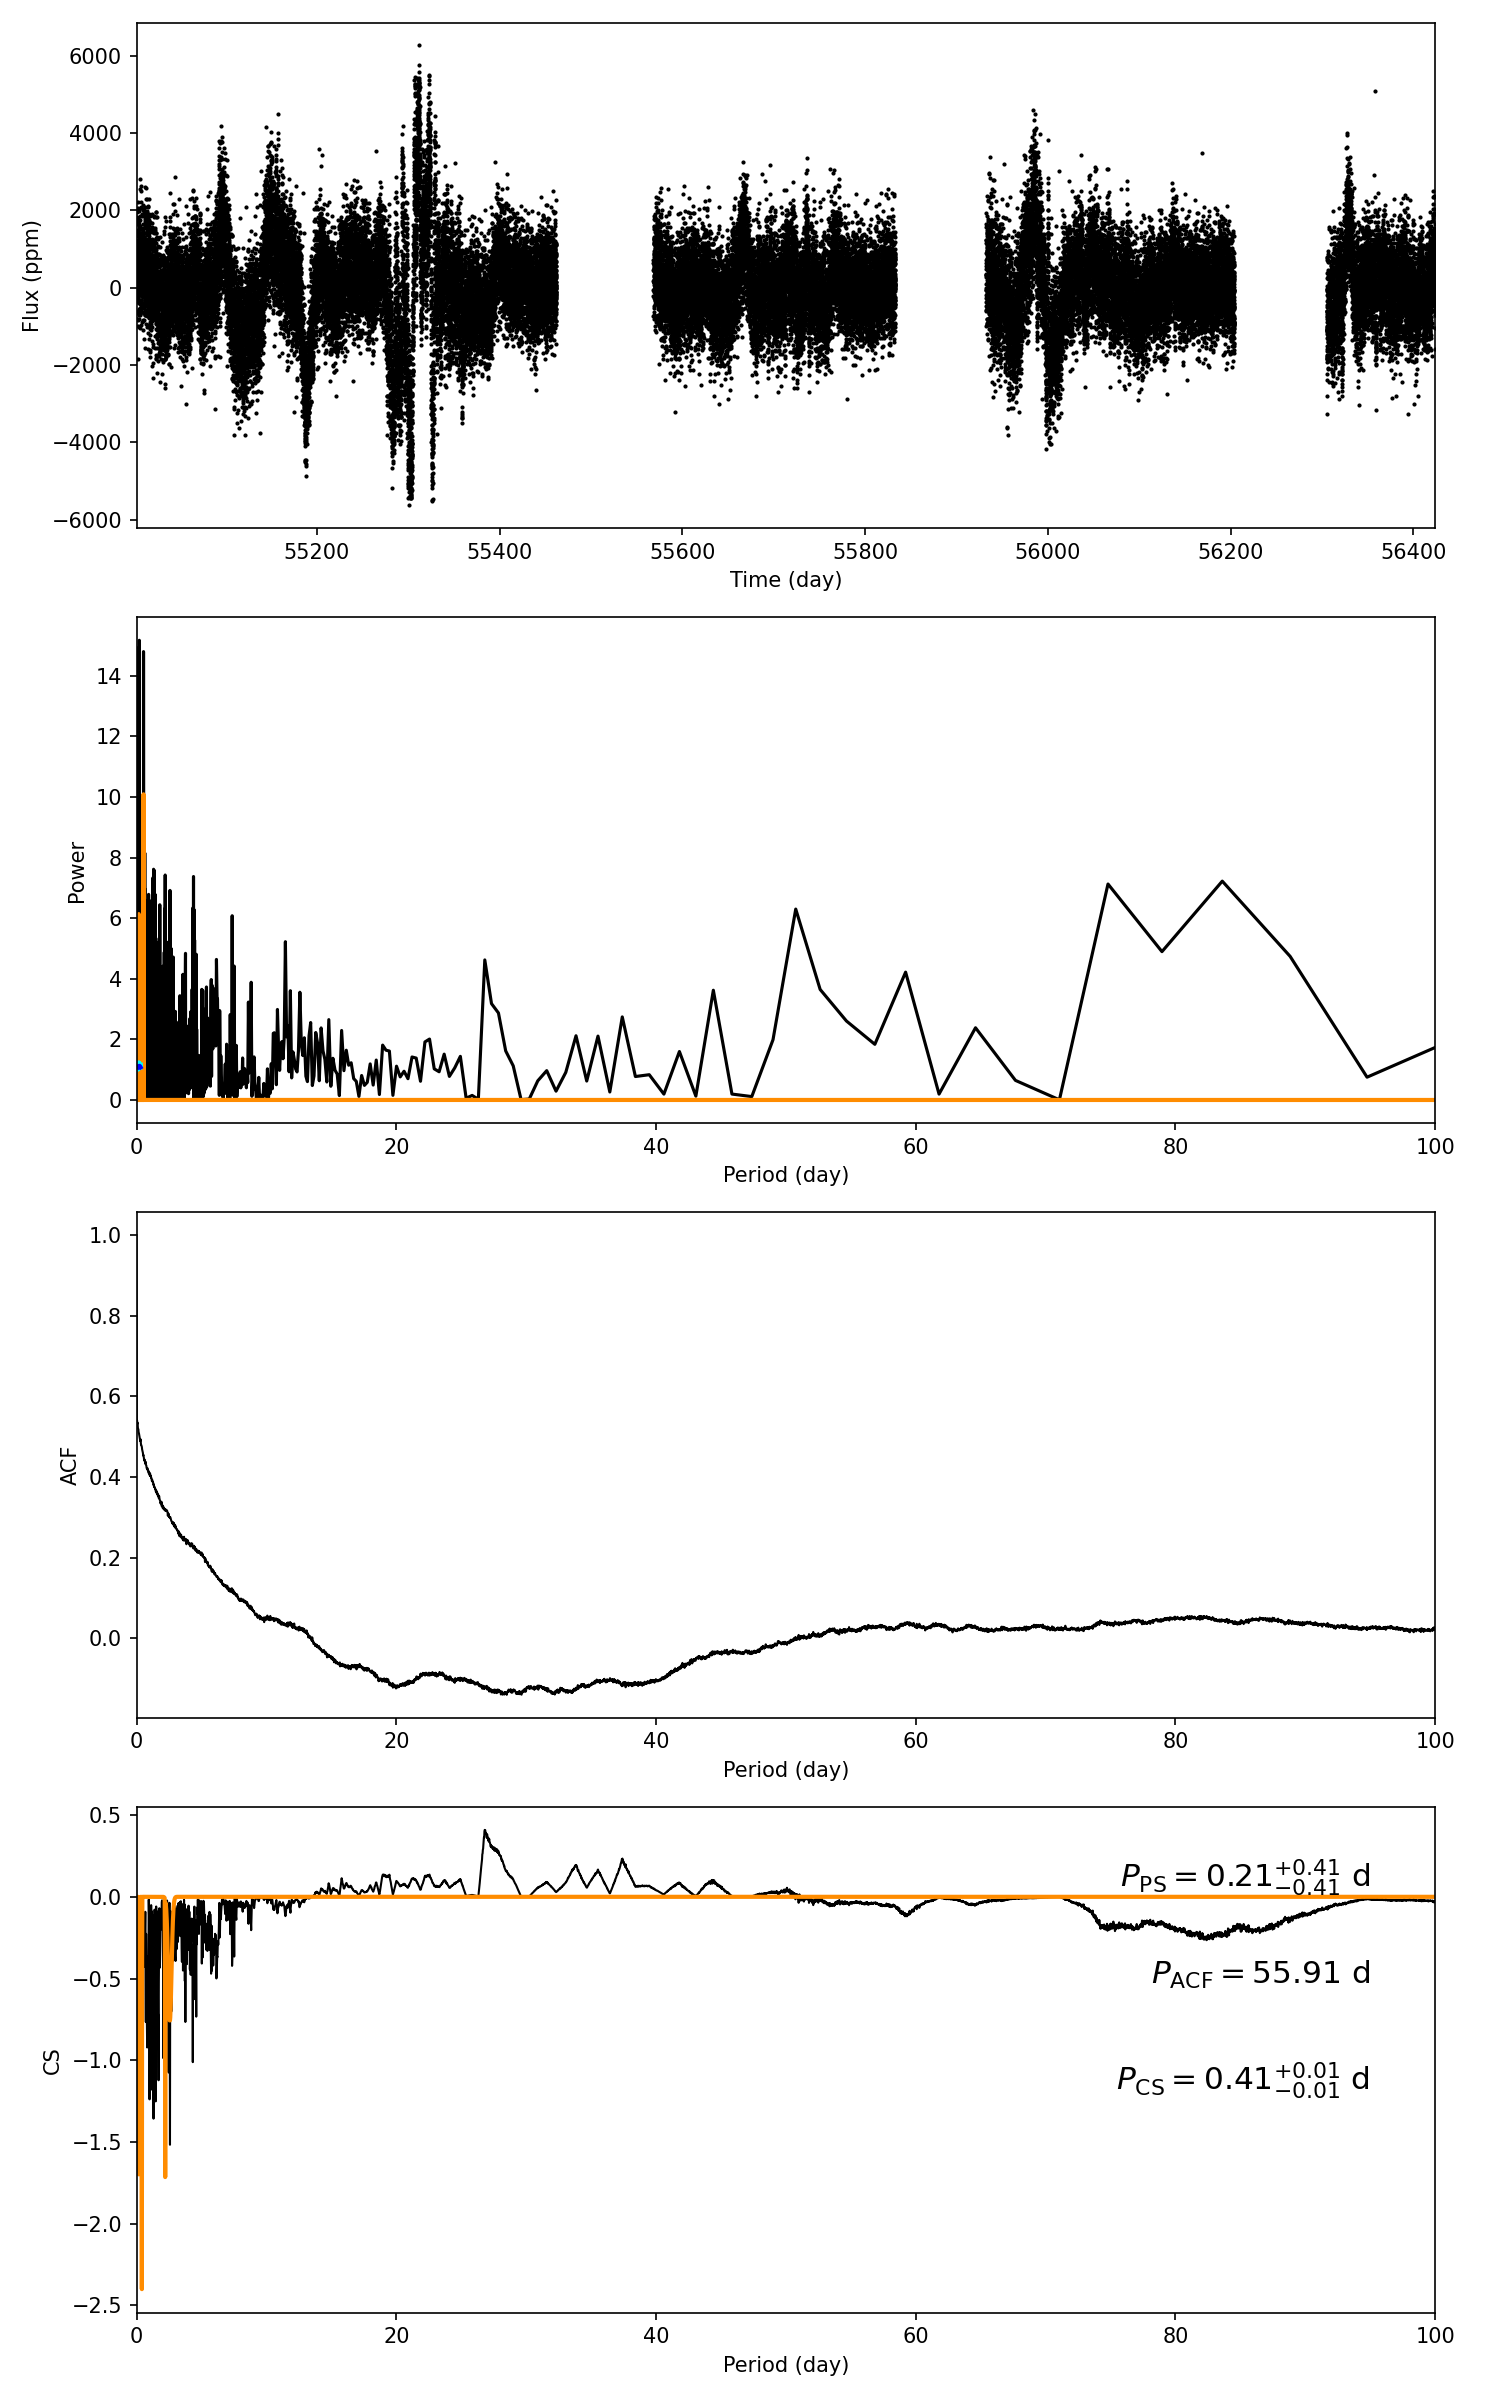 6000
4000
2000
0
−2000
−4000
−6000
Flux (ppm)
55200 55400 55600 55800 56000 56200 56400
Time (day)
14
12
10
8
6
4
2
0
Power
0 20 40 60 80 100
Period (day)
1.0
0.8
0.6
0.4
0.2
0.0
ACF
0 20 40 60 80 100
Period (day)
0.5
0.0
−0.5
−1.0
−1.5
−2.0
−2.5
CS
P_PS = 0.21^{+0.41}_{−0.41} d
P_ACF = 55.91 d
P_CS = 0.41^{+0.01}_{−0.01} d
0 20 40 60 80 100
Period (day)